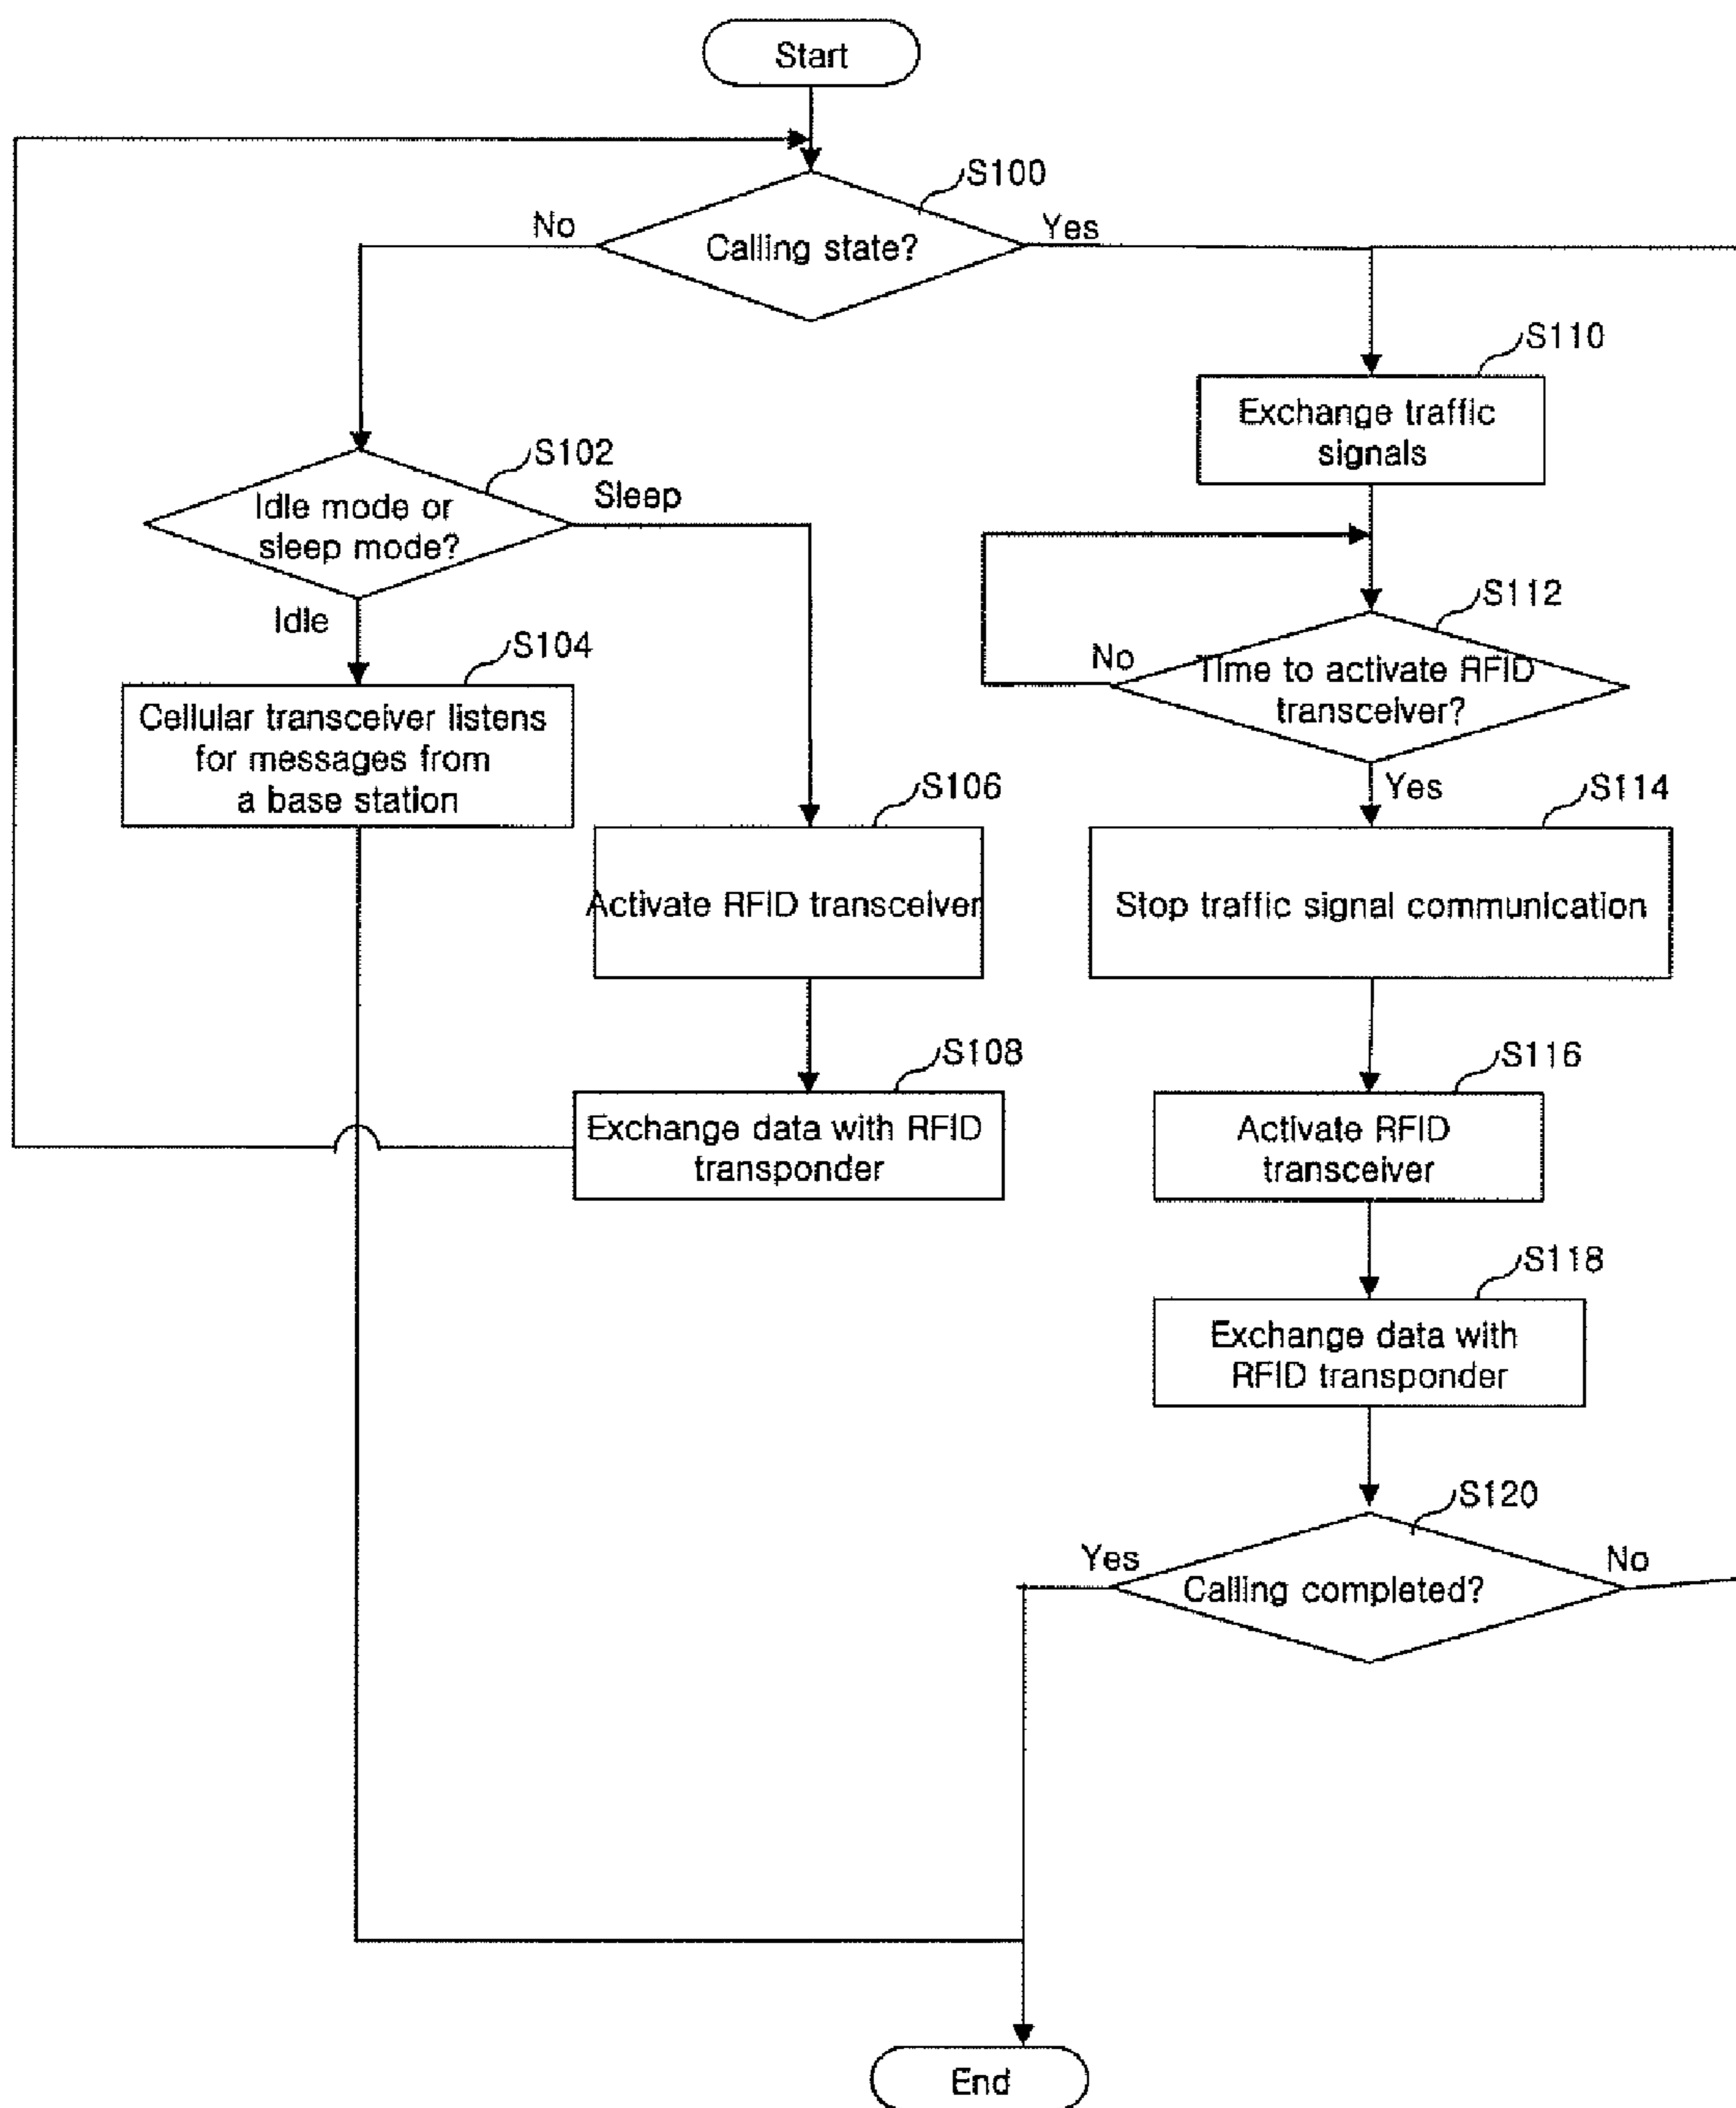 Start
S100
No
Calling state?
Yes
S110
Exchange traffic
signals
S102
Idle mode or
sleep mode?
Sleep
Idle
S112
No
Time to activate RFID
transceiver?
Yes
S104
Cellular transceiver listens
for messages from
a base station
S106
Activate RFID transceiver
S114
Stop traffic signal communication
S108
Exchange data with RFID
transponder
S116
Activate RFID
transceiver
S118
Exchange data with
RFID transponder
S120
Yes
Calling completed?
No
End